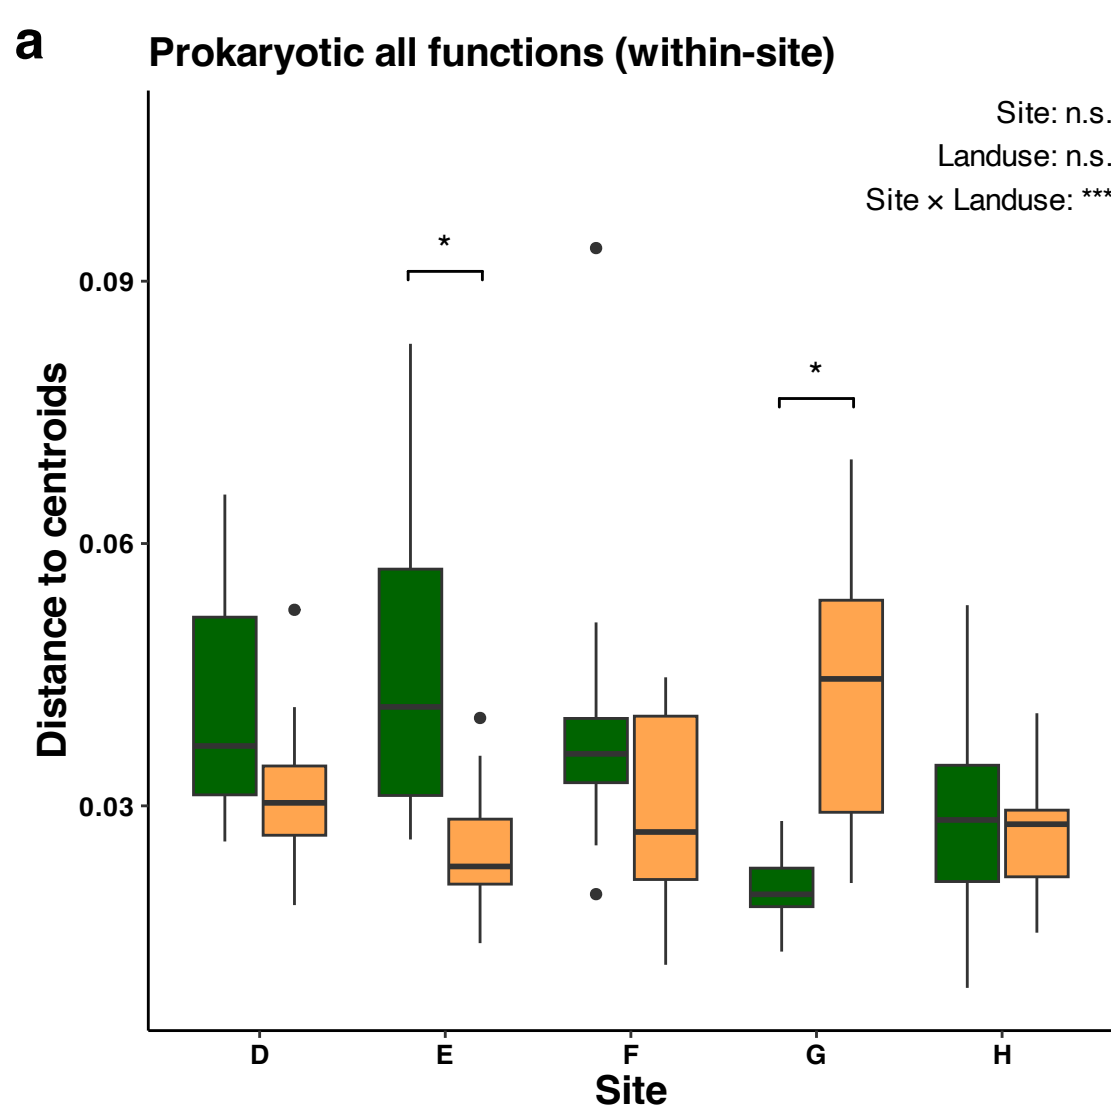 a
Prokaryotic all functions (within-site)
Site: n.s.
Landuse: n.s.
Site × Landuse: ***
*
*
0.09
0.06
0.03
Distance to centroids
D E F G H
Site